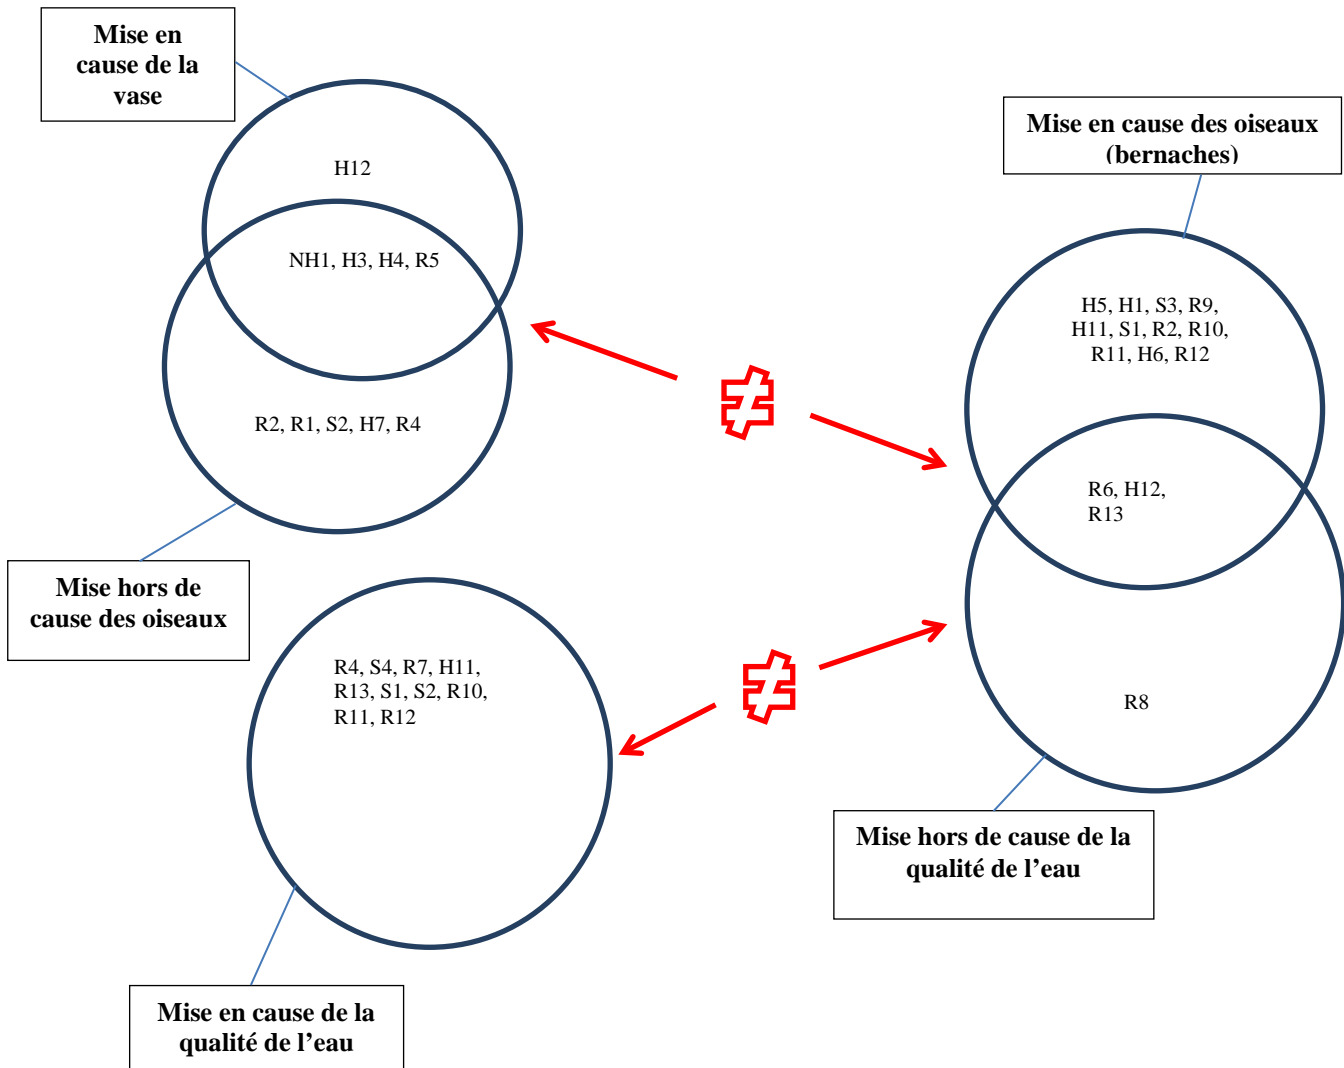 Mise en
cause de la
vase
H12
NH1, H3, H4, R5
R2, R1, S2, H7, R4
Mise hors de
cause des oiseaux
R4, S4, R7, H11,
R13, S1, S2, R10,
R11, R12
Mise en cause de la
qualité de l’eau
≠
≠
Mise en cause des oiseaux
(bernaches)
H5, H1, S3, R9,
H11, S1, R2, R10,
R11, H6, R12
R6, H12,
R13
R8
Mise hors de cause de la
qualité de l’eau